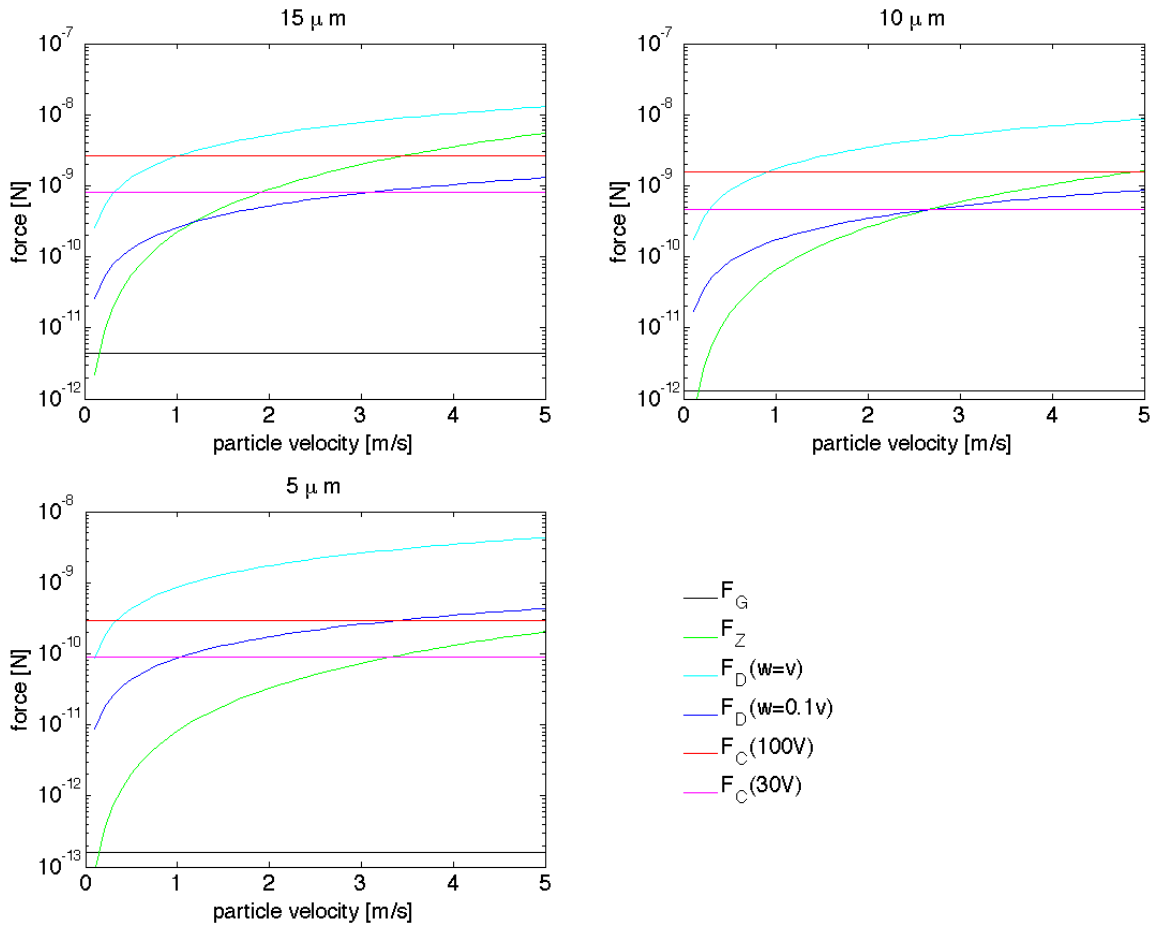 15 μ m
10⁻⁷
10⁻⁸
10⁻⁹
10⁻¹⁰
10⁻¹¹
10⁻¹²
force [N]
0 1 2 3 4 5
particle velocity [m/s]
10 μ m
10⁻⁷
10⁻⁸
10⁻⁹
10⁻¹⁰
10⁻¹¹
10⁻¹²
force [N]
0 1 2 3 4 5
particle velocity [m/s]
5 μ m
10⁻⁸
10⁻⁹
10⁻¹⁰
10⁻¹¹
10⁻¹²
10⁻¹³
force [N]
0 1 2 3 4 5
particle velocity [m/s]
F_G
F_Z
F_D(w=v)
F_D(w=0.1v)
F_C(100V)
F_C(30V)